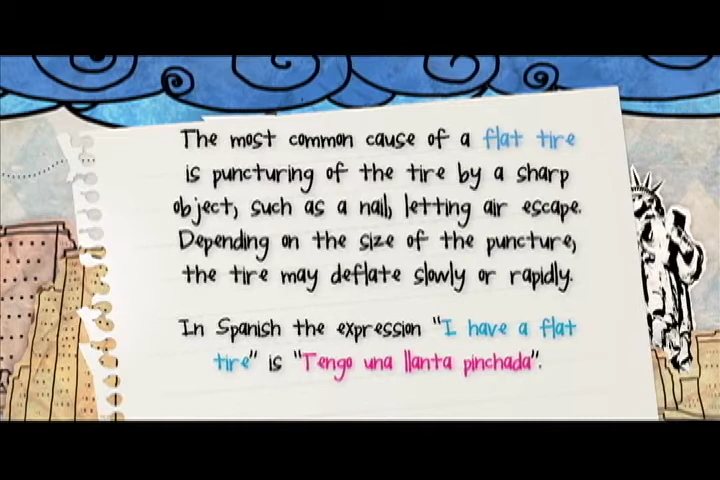 The most common cause of a flat tire
is puncturing of the tire by a sharp
object, such as a nail, letting air escape.
Depending on the size of the puncture,
the tire may deflate slowly or rapidly.
In Spanish the expression "I have a flat
tire" is "Tengo una llanta pinchada".